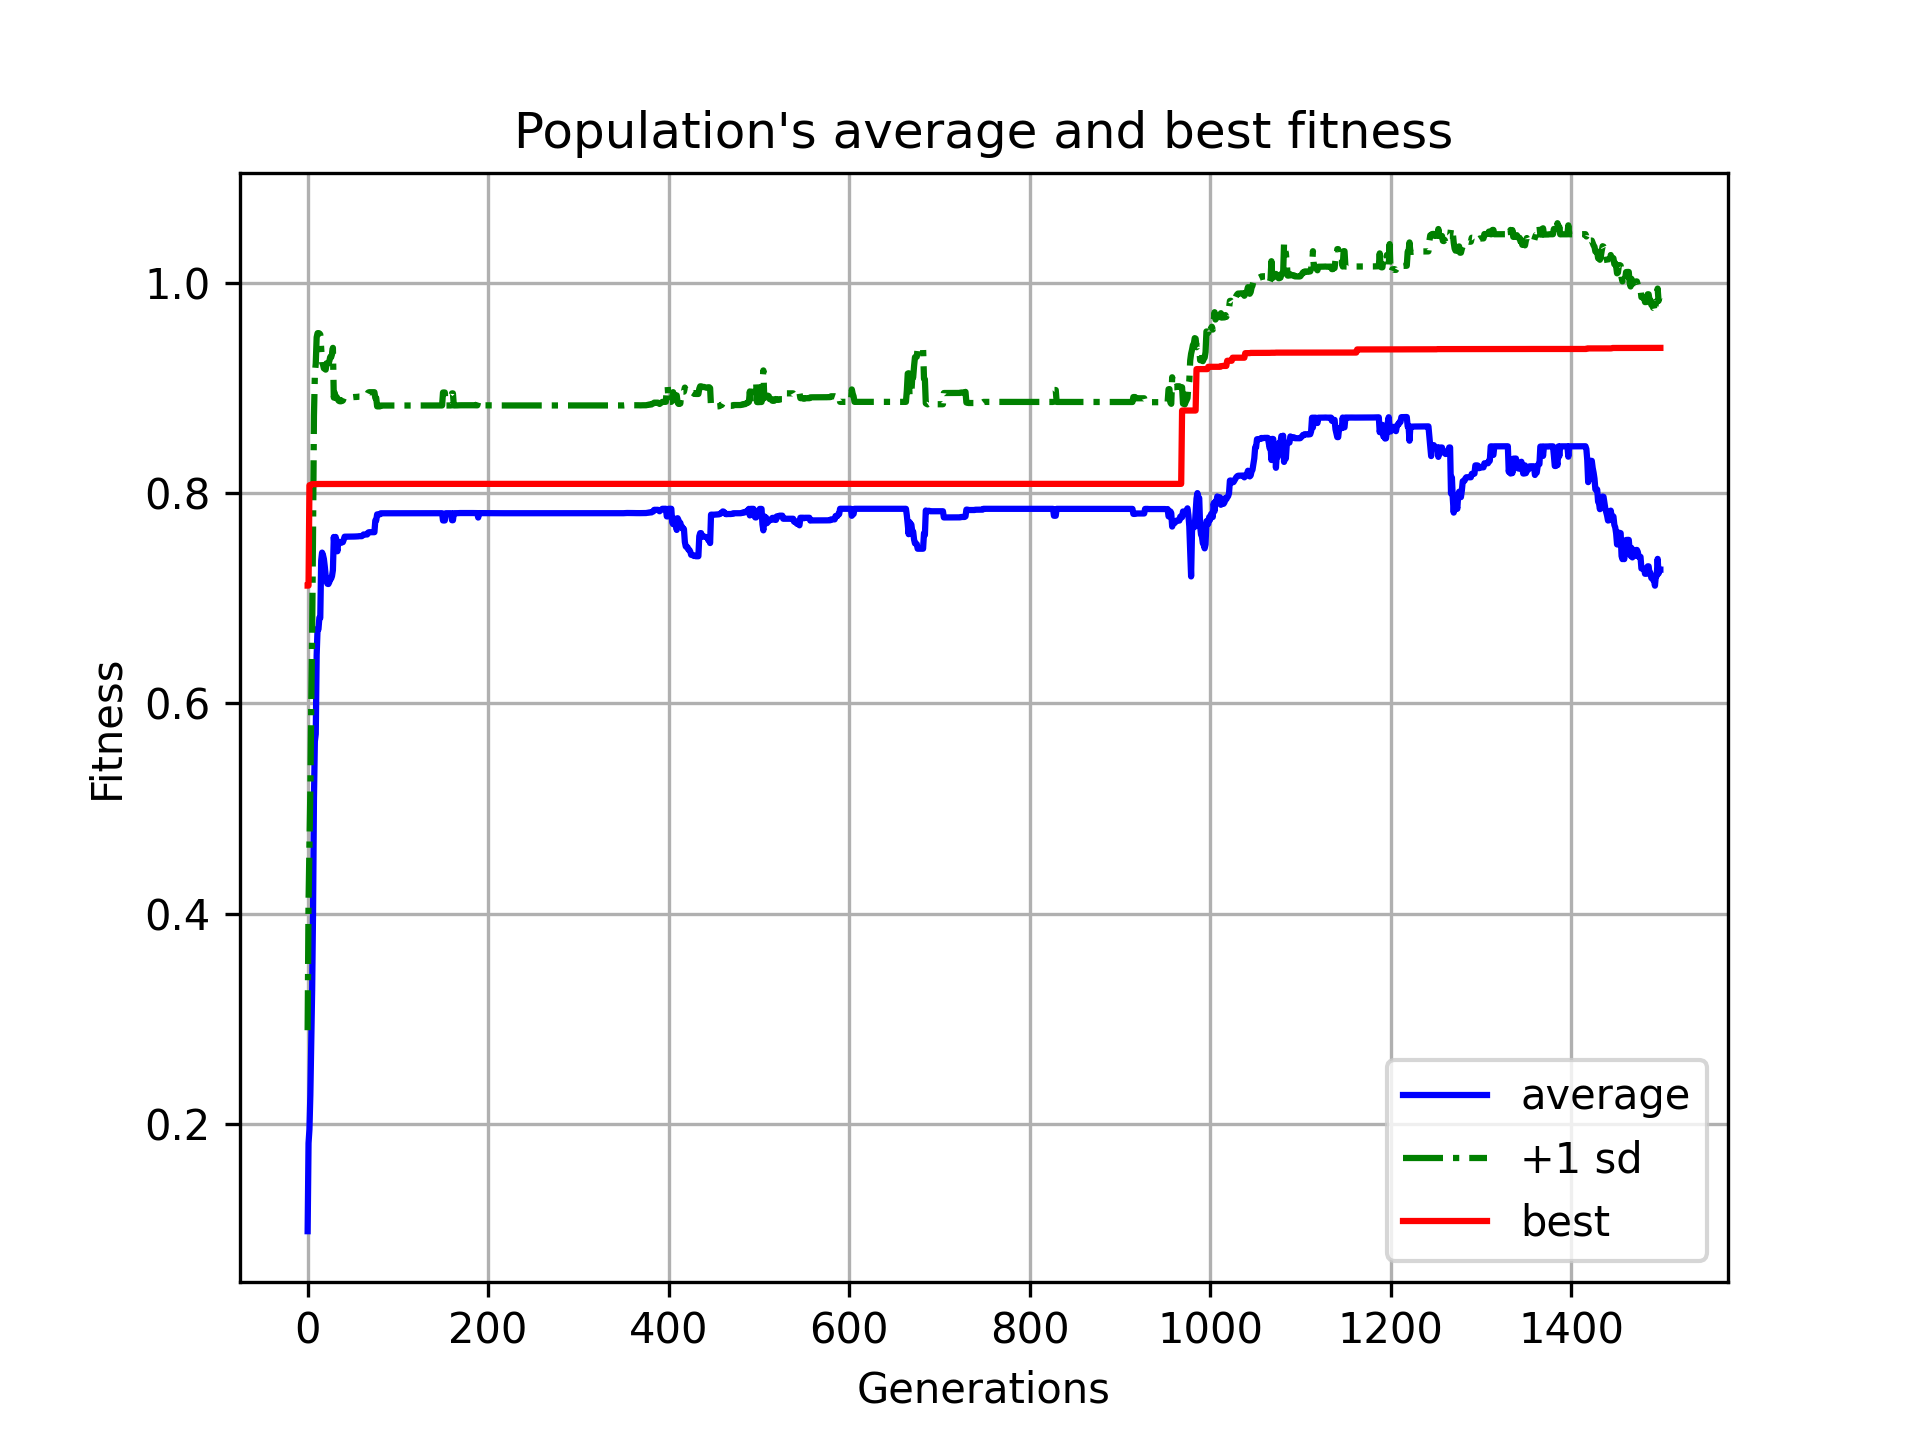 Population's average and best fitness
1.0
0.8
0.6
0.4
0.2
Fitness
0 200 400 600 800 1000 1200 1400
Generations
average
+1 sd
best